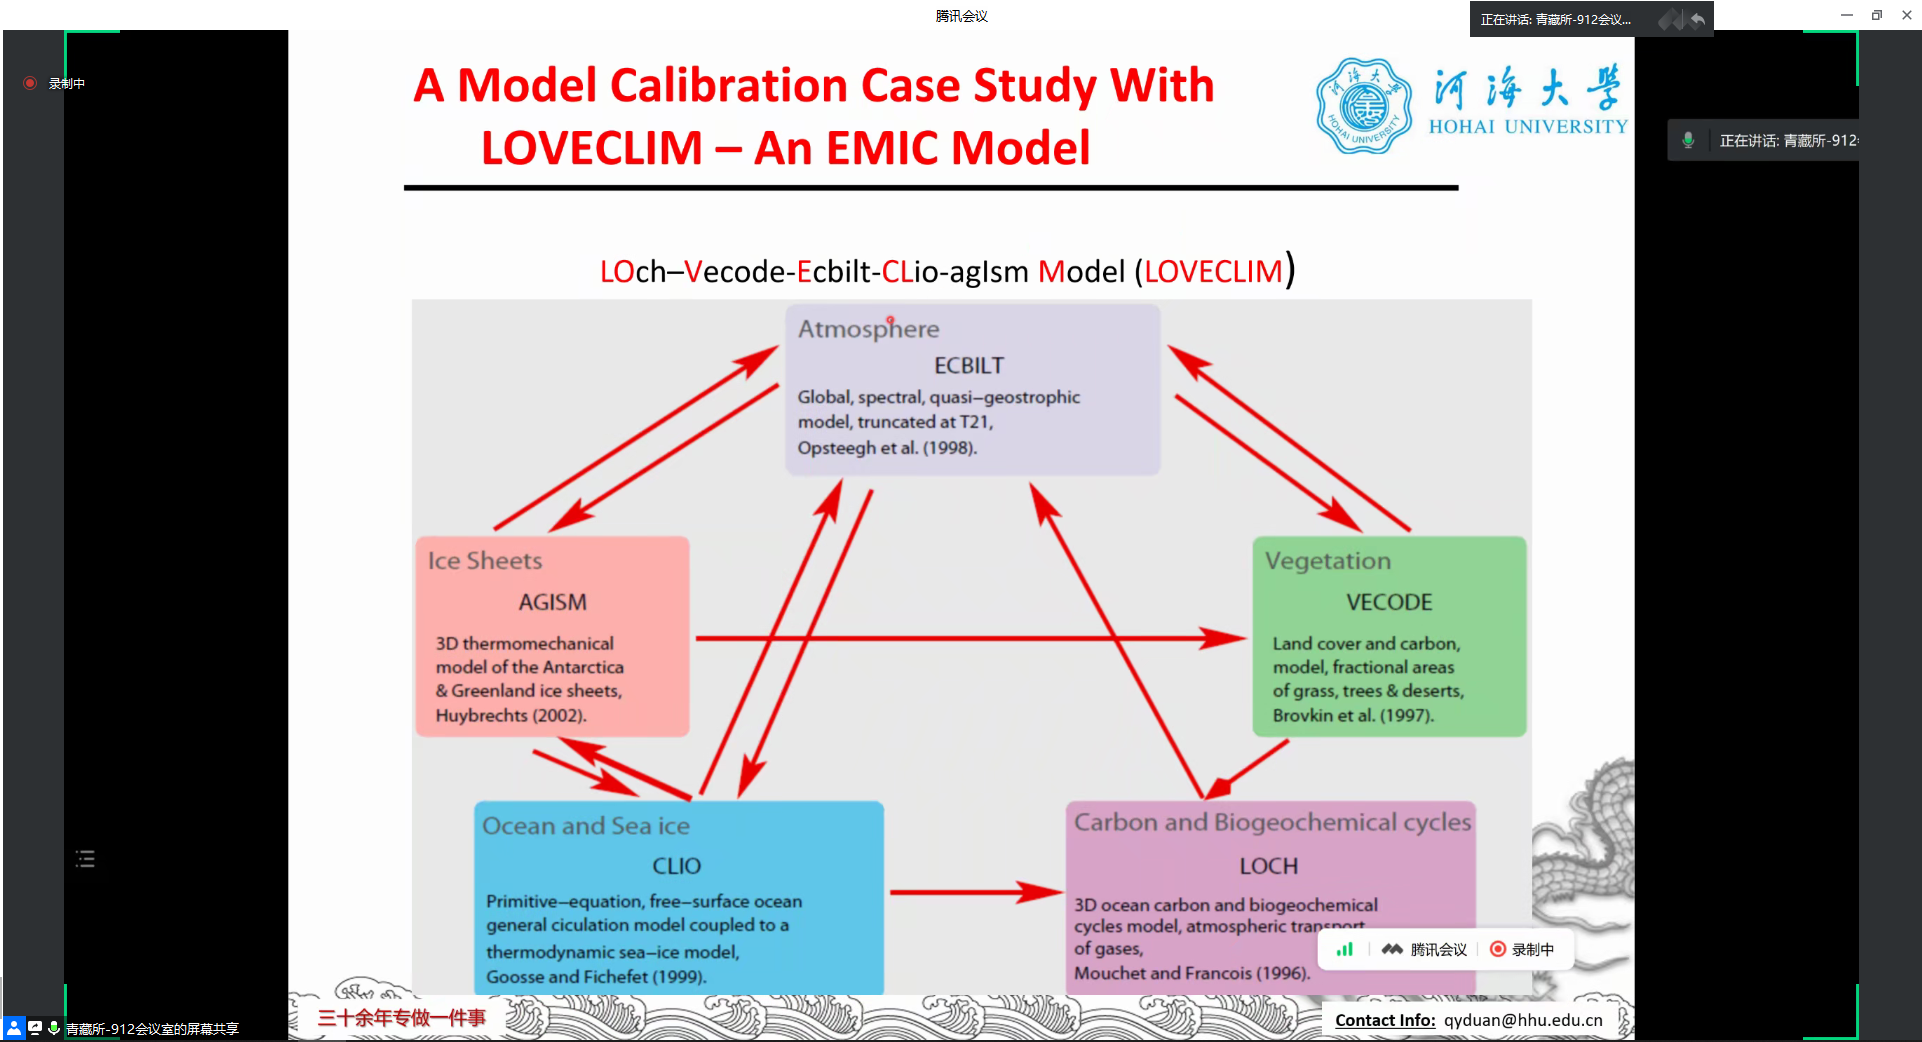 腾讯会议
正在讲话: 青藏所-912会议...
录制中
A Model Calibration Case Study With
LOVECLIM – An EMIC Model
河海大学
HOHAI UNIVERSITY
河海大学
HOHAI UNIVERSITY
正在讲话: 青藏所-912
LOch–Vecode-Ecbilt-CLio-agIsm Model (LOVECLIM)
Atmosphere
ECBILT
Global, spectral, quasi–geostrophic
model, truncated at T21,
Opsteegh et al. (1998).
Ice Sheets
AGISM
3D thermomechanical
model of the Antarctica
& Greenland ice sheets,
Huybrechts (2002).
Vegetation
VECODE
Land cover and carbon,
model, fractional areas
of grass, trees & deserts,
Brovkin et al. (1997).
Ocean and Sea ice
CLIO
Primitive–equation, free–surface ocean
general ciculation model coupled to a
thermodynamic sea–ice model,
Goosse and Fichefet (1999).
Carbon and Biogeochemical cycles
LOCH
3D ocean carbon and biogeochemical
cycles model, atmospheric transport
of gases,
Mouchet and Francois (1996).
腾讯会议
录制中
三十余年专做一件事
Contact Info: qyduan@hhu.edu.cn
青藏所-912会议室的屏幕共享